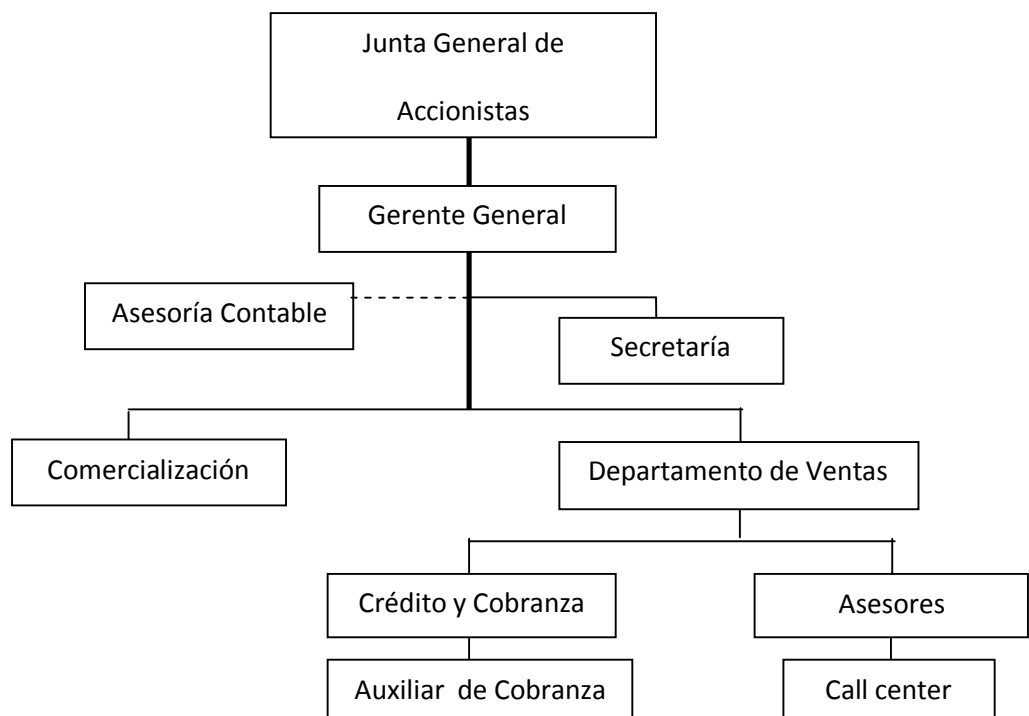 Junta General de
Accionistas
Gerente General
Asesoría Contable
Secretaría
Comercialización
Departamento de Ventas
Crédito y Cobranza
Asesores
Auxiliar  de Cobranza
Call center